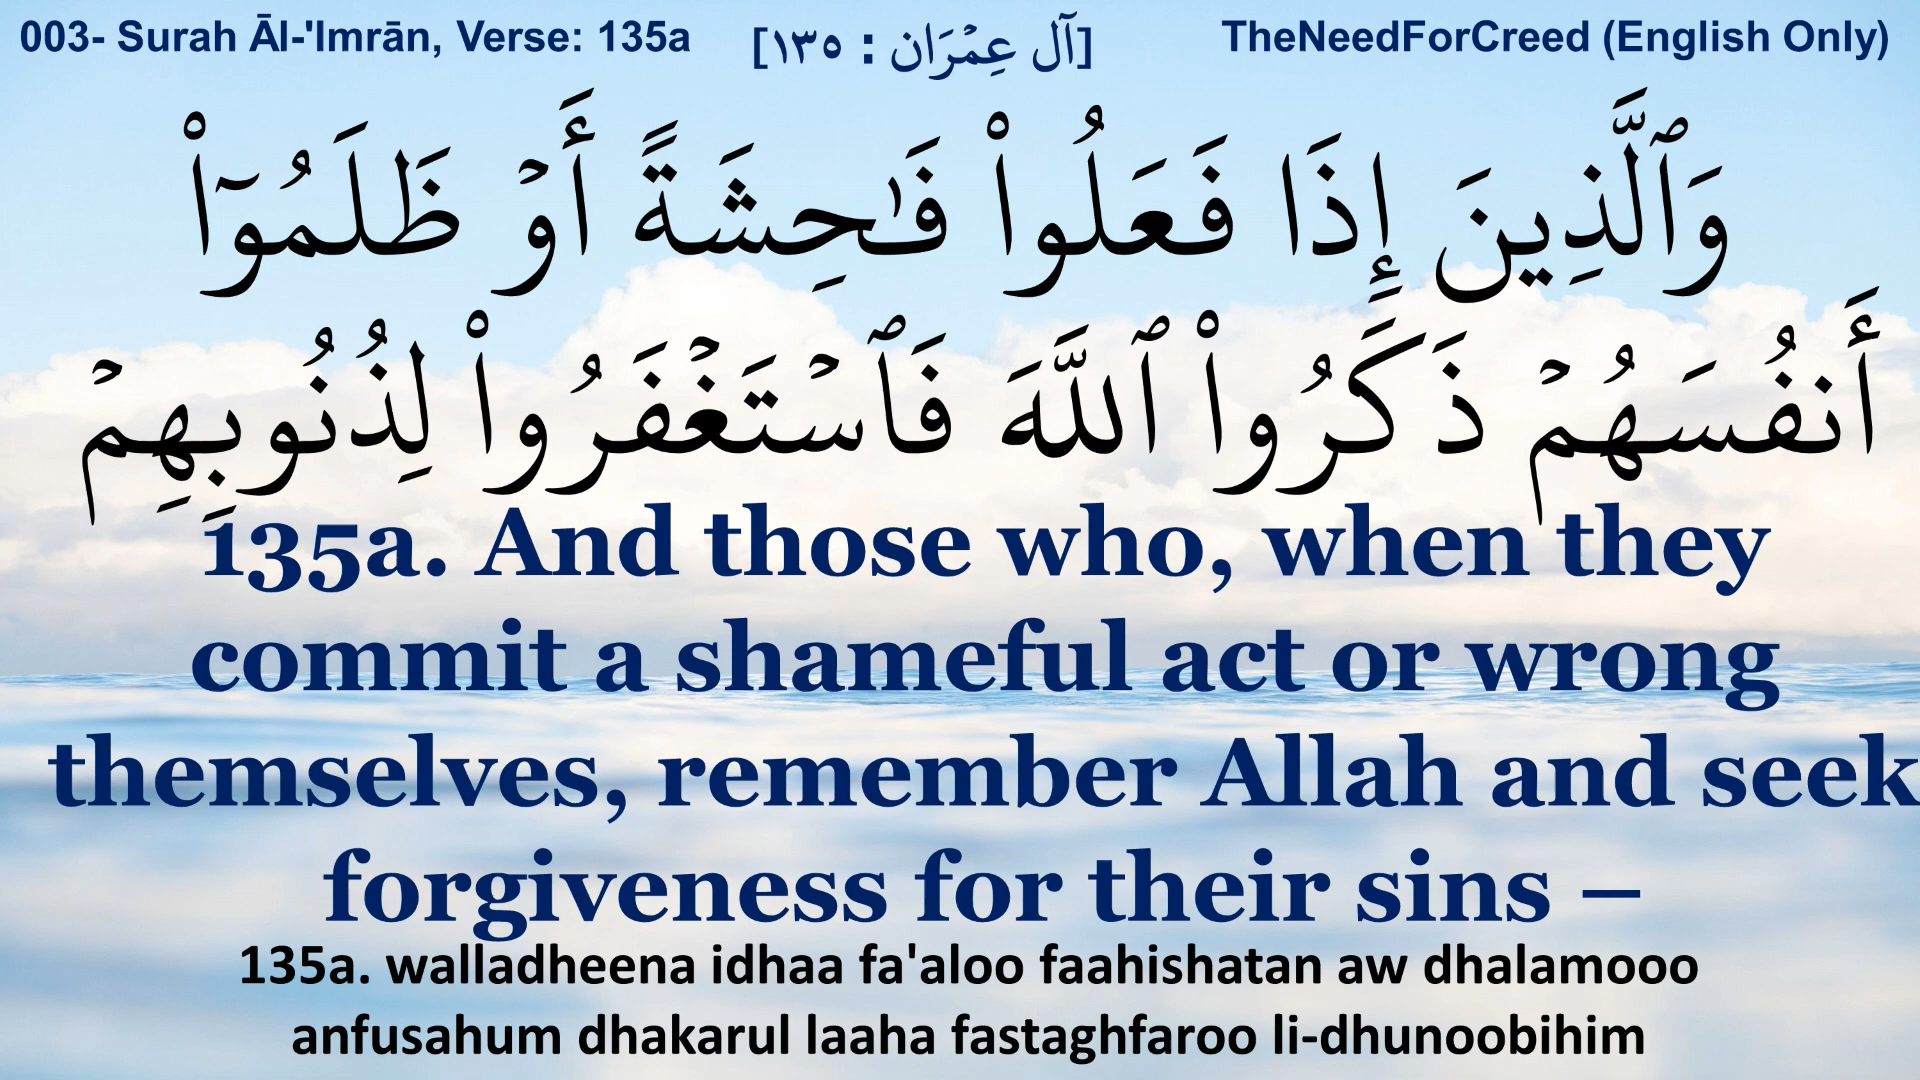 003- Surah Āl-'Imrān, Verse: 135a [آل عِمْرَان : ١٣٥] TheNeedForCreed (English Only)
وَٱلَّذِينَ إِذَا فَعَلُوا۟ فَـٰحِشَةً أَوْ ظَلَمُوٓا۟
أَنفُسَهُمْ ذَكَرُوا۟ ٱللَّهَ فَٱسْتَغْفَرُوا۟ لِذُنُوبِهِمْ
135a. And those who, when they
commit a shameful act or wrong
themselves, remember Allah and seek
forgiveness for their sins –
135a. walladheena idhaa fa'aloo faahishatan aw dhalamooo
anfusahum dhakarul laaha fastaghfaroo li-dhunoobihim